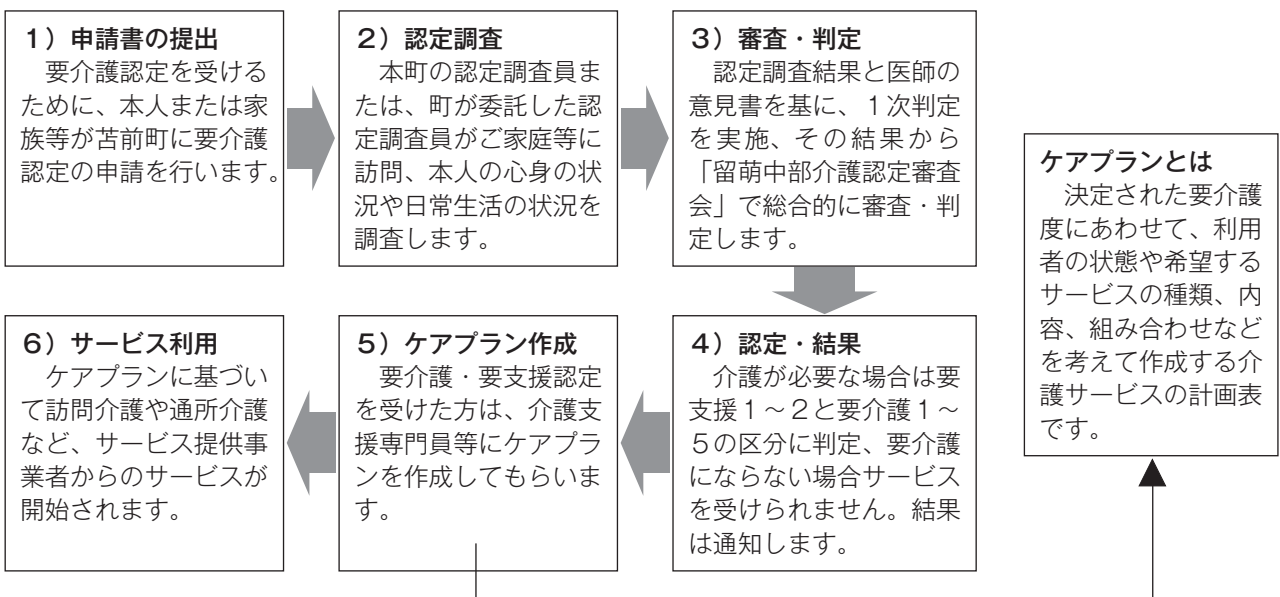 １）申請書の提出
　要介護認定を受ける
ために、本人または家
族等が苫前町に要介護
認定の申請を行います。
２）認定調査
　本町の認定調査員ま
たは、町が委託した認
定調査員がご家庭等に
訪問、本人の心身の状
況や日常生活の状況を
調査します。
３）審査・判定
　認定調査結果と医師の
意見書を基に、１次判定
を実施、その結果から
「留萌中部介護認定審査
会」で総合的に審査・判
定します。
４）認定・結果
　介護が必要な場合は要
支援１～２と要介護１～
５の区分に判定、要介護
にならない場合サービス
を受けられません。結果
は通知します。
５）ケアプラン作成
　要介護・要支援認定
を受けた方は、介護支
援専門員等にケアプラ
ンを作成してもらいま
す。
６）サービス利用
　ケアプランに基づい
て訪問介護や通所介護
など、サービス提供事
業者からのサービスが
開始されます。
ケアプランとは
　決定された要介護
度にあわせて、利用
者の状態や希望する
サービスの種類、内
容、組み合わせなど
を考えて作成する介
護サービスの計画表
です。